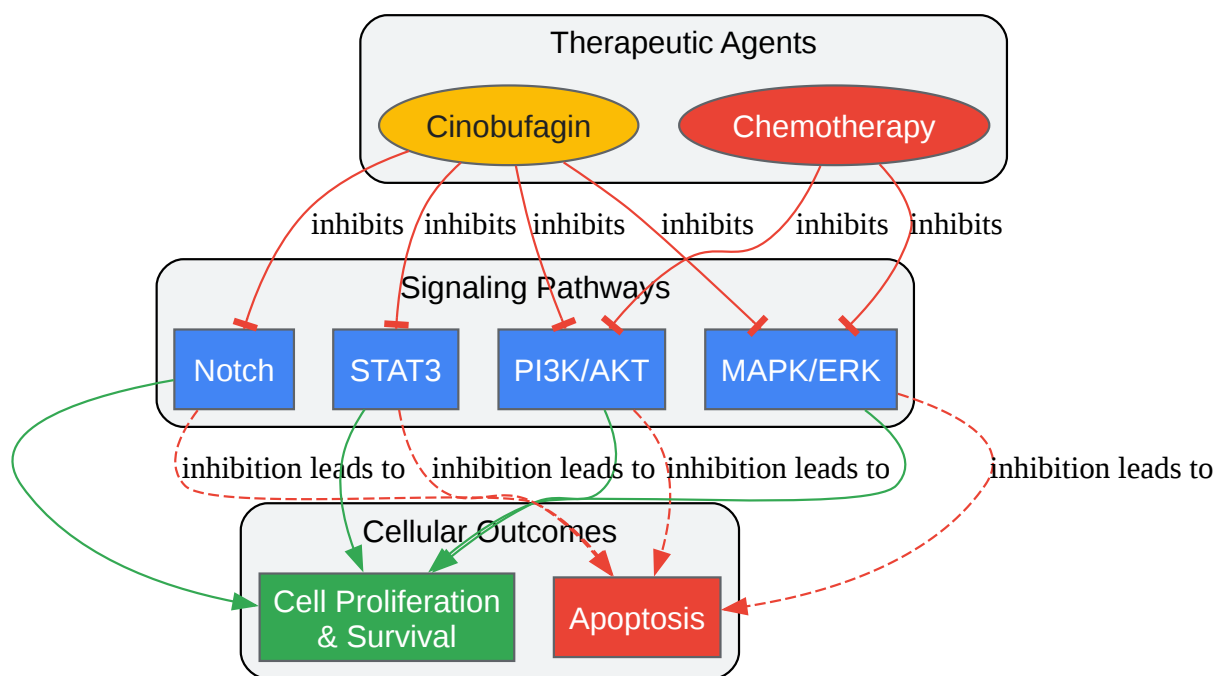 Therapeutic Agents
Cinobufagin
Chemotherapy
inhibits
inhibits
inhibits
inhibits
inhibits
inhibits
Signaling Pathways
Notch
STAT3
PI3K/AKT
MAPK/ERK
inhibition leads to
inhibition leads to
inhibition leads to
inhibition leads to
Cellular Outcomes
Cell Proliferation
& Survival
Apoptosis